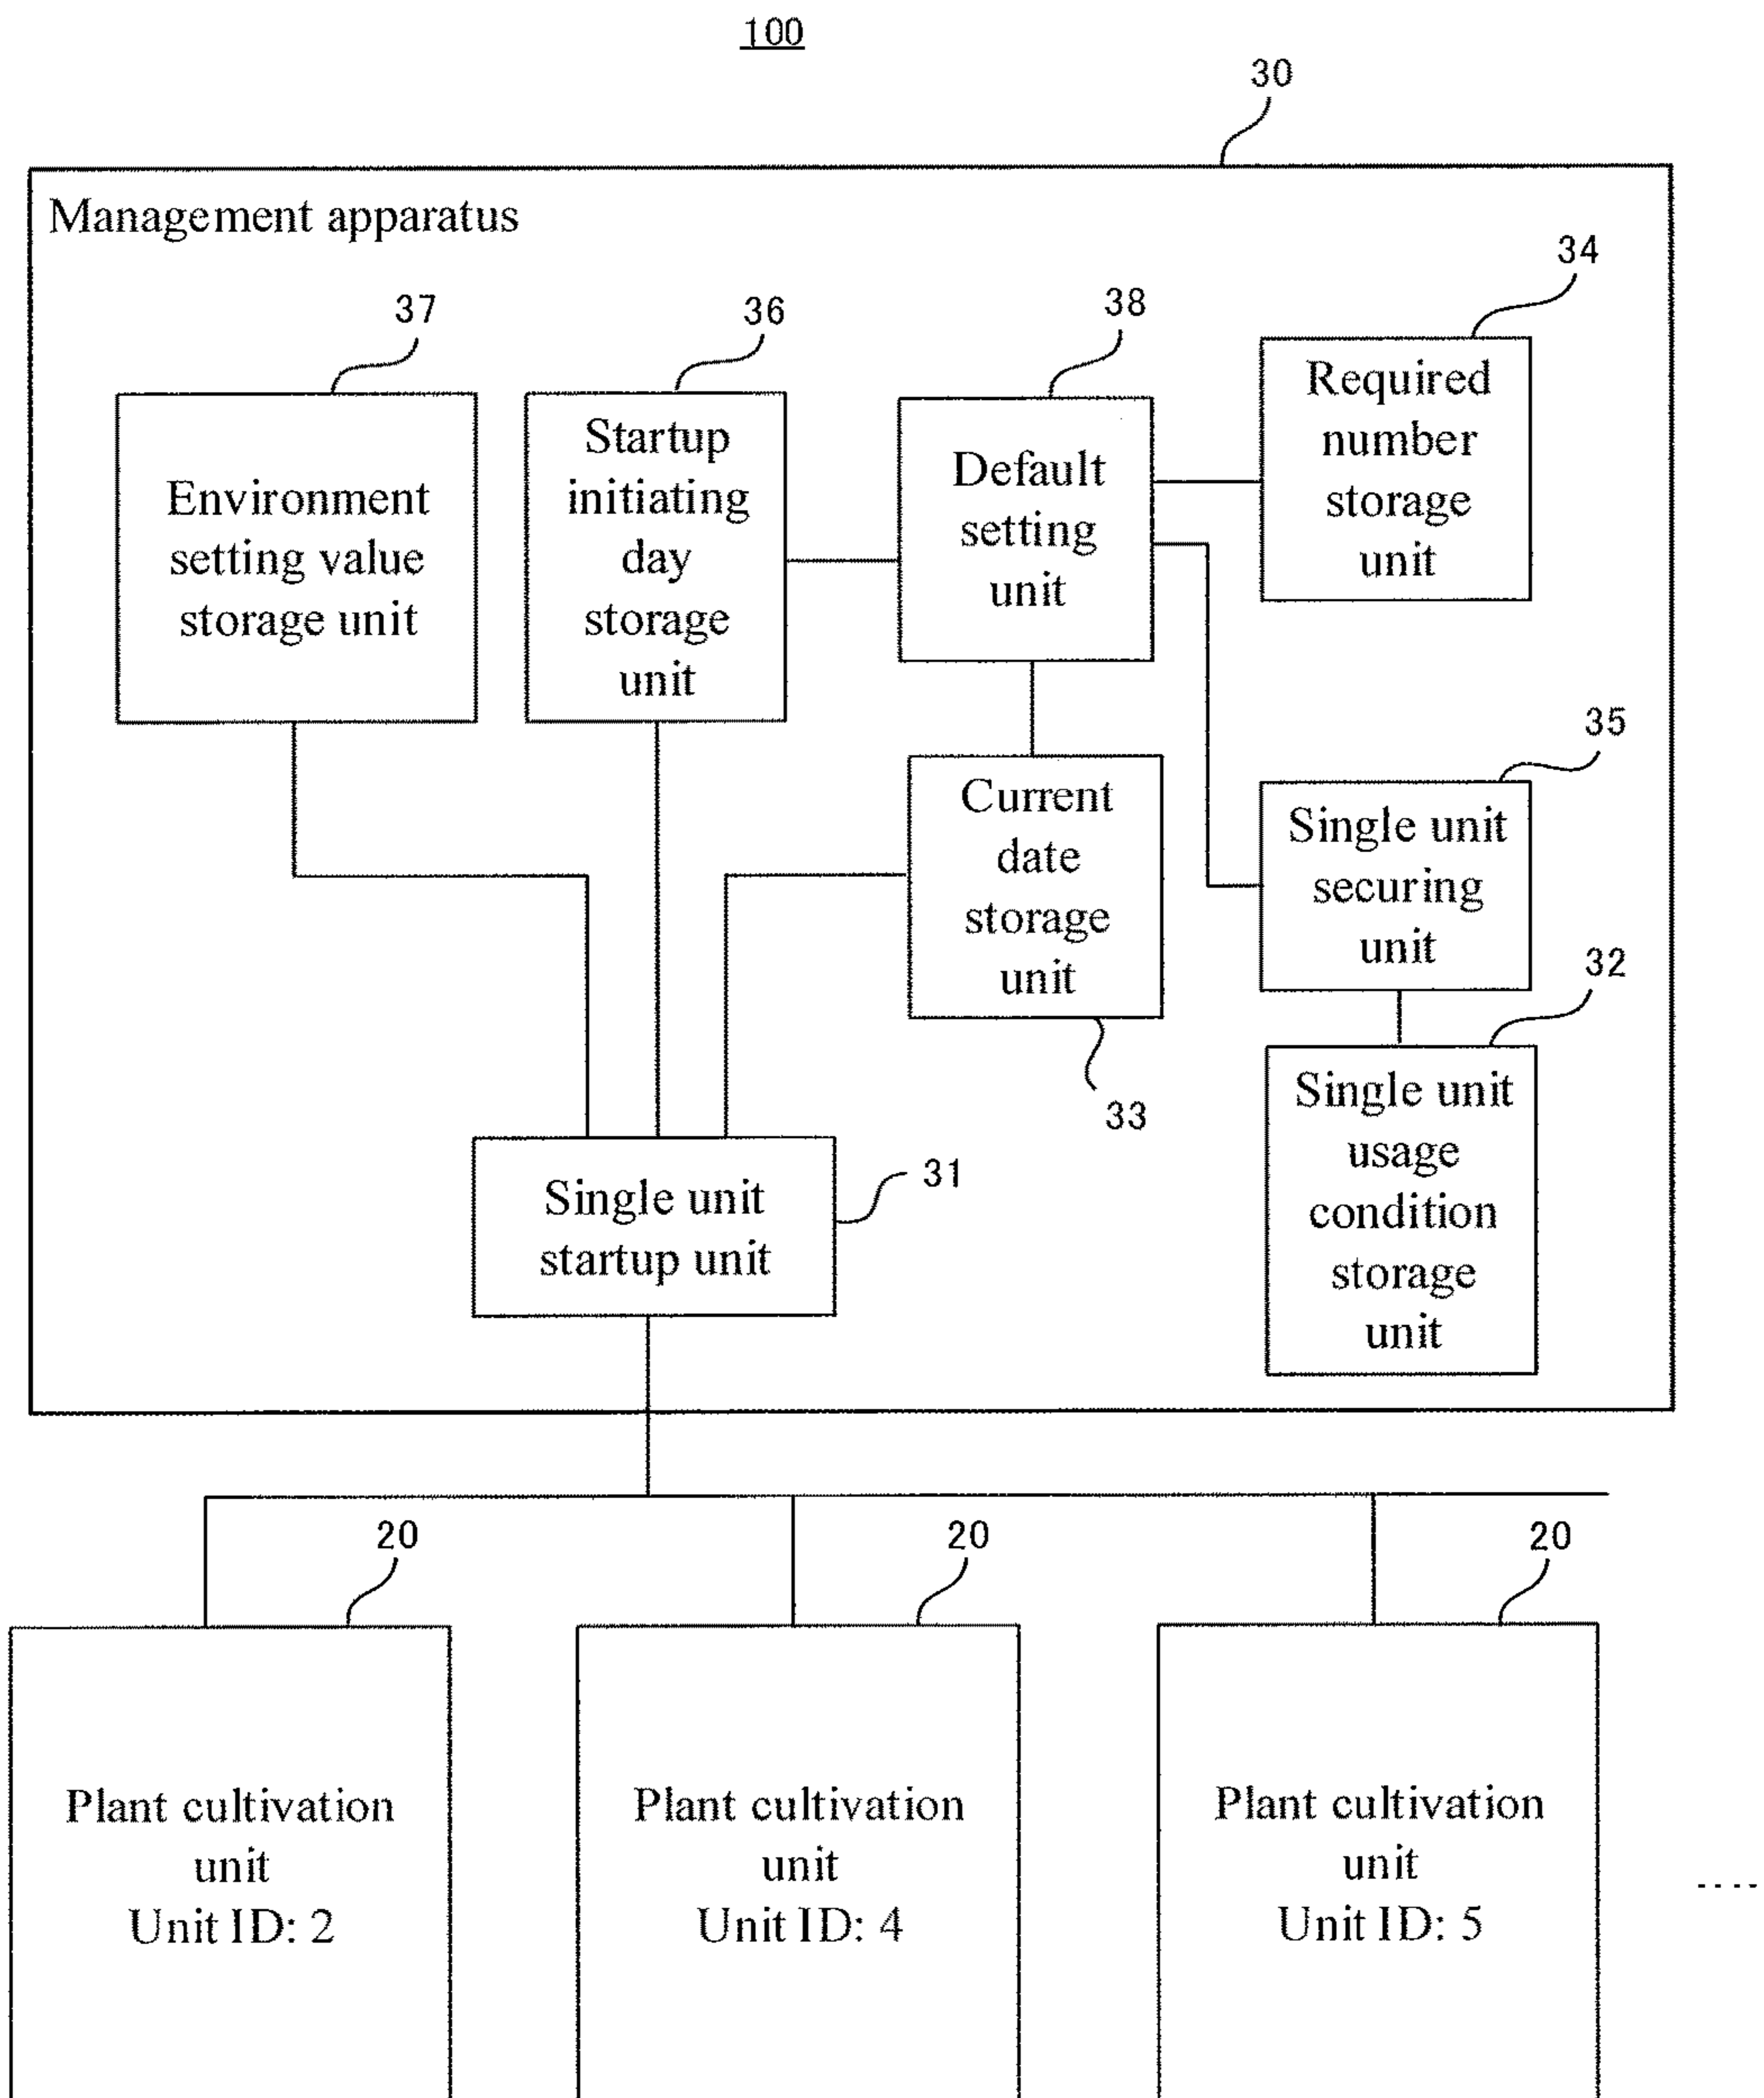 100
30
Management apparatus
37
36
38
34
Environment
setting value
storage unit
Startup
initiating
day
storage
unit
Default
setting
unit
Required
number
storage
unit
Current
date
storage
unit
33
35
Single unit
securing
unit
32
Single unit
usage
condition
storage
unit
Single unit
startup unit
31
20
20
20
Plant cultivation
unit
Unit ID: 2
Plant cultivation
unit
Unit ID: 4
Plant cultivation
unit
Unit ID: 5